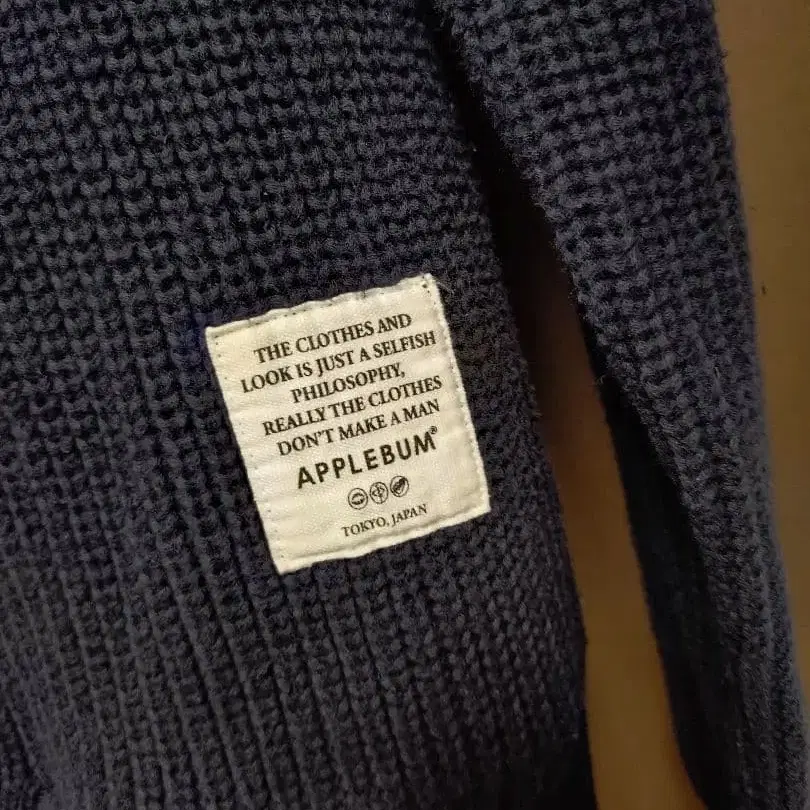 THE CLOTHES AND
LOOK IS JUST A SELFISH
PHILOSOPHY,
REALLY THE CLOTHES
DON'T MAKE A MAN
APPLEBUM®
TOKYO, JAPAN